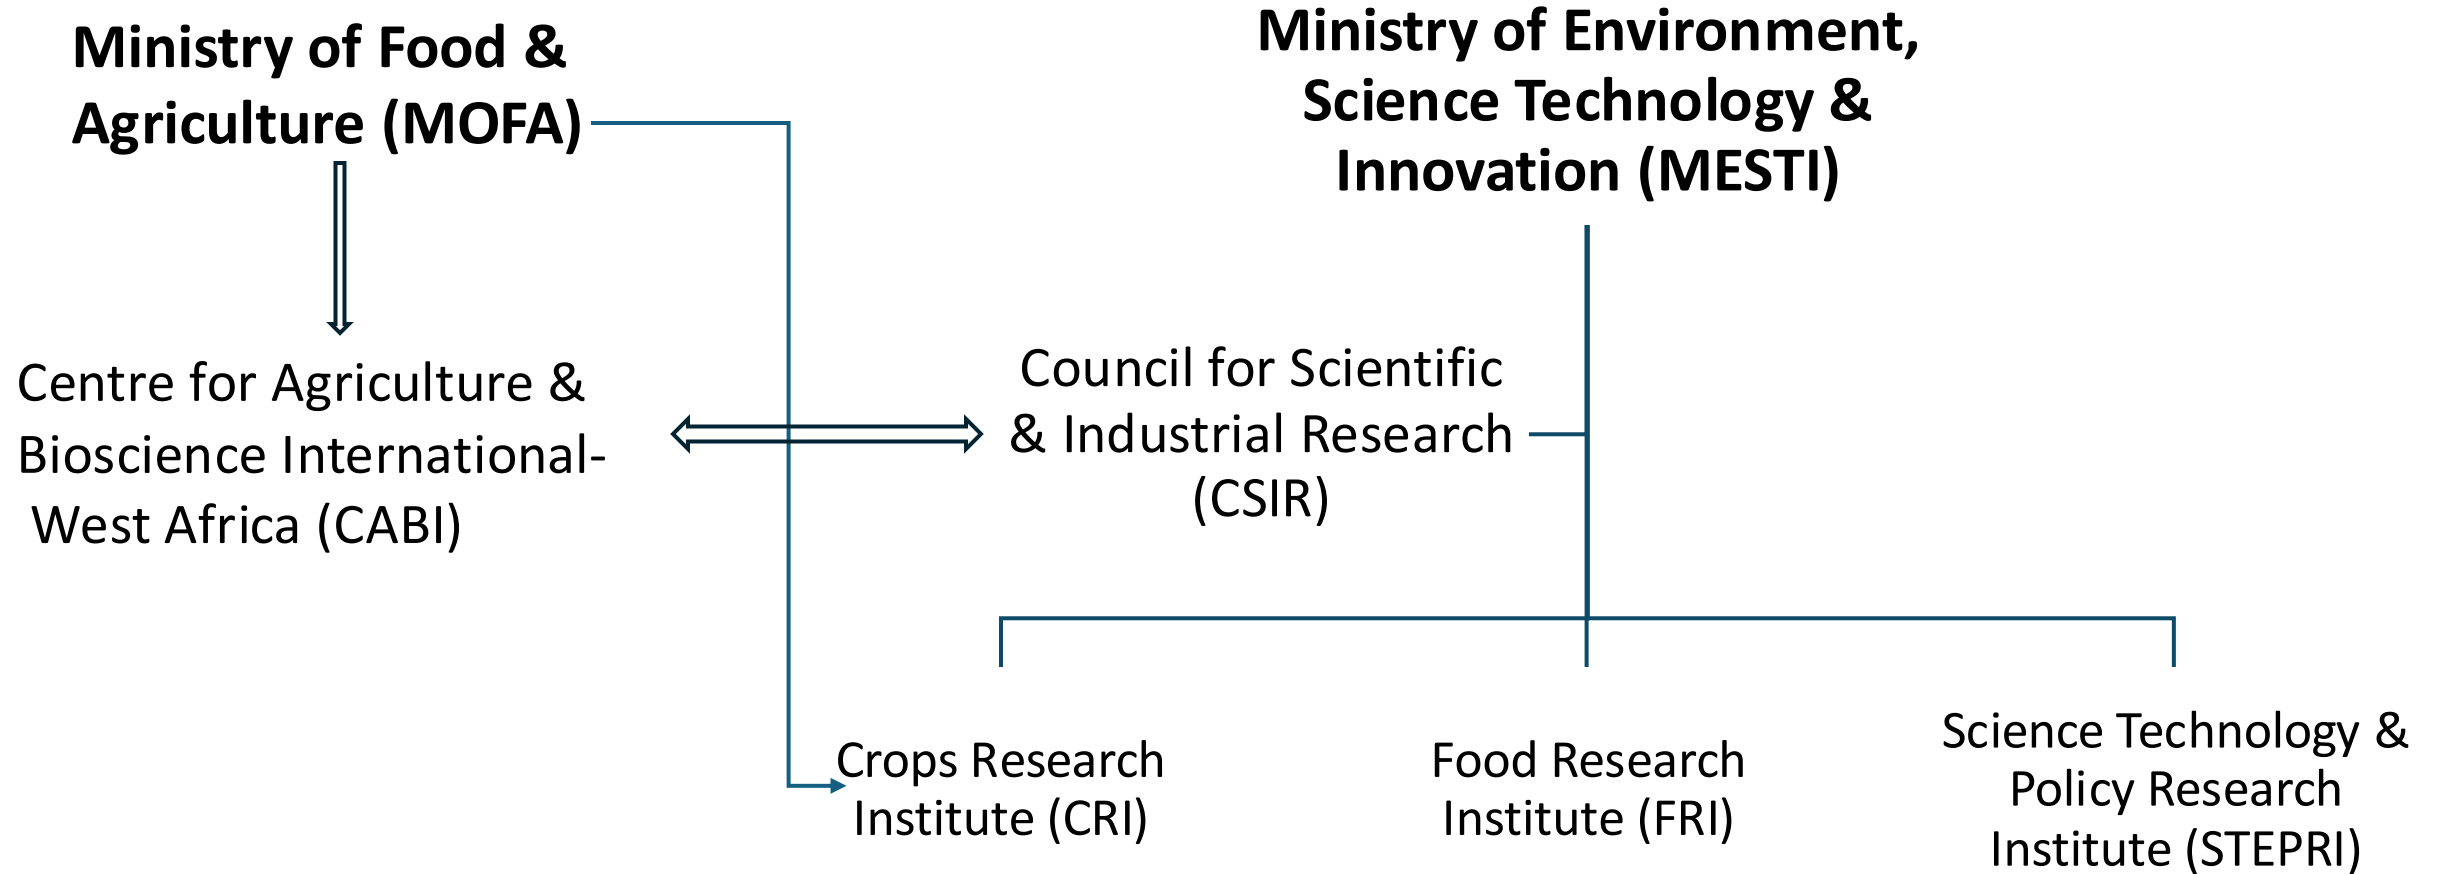 Ministry of Food &
Agriculture (MOFA)
Ministry of Environment,
Science Technology &
Innovation (MESTI)
Centre for Agriculture &
Bioscience International-
West Africa (CABI)
Council for Scientific
& Industrial Research
(CSIR)
Crops Research
Institute (CRI)
Food Research
Institute (FRI)
Science Technology &
Policy Research
Institute (STEPRI)